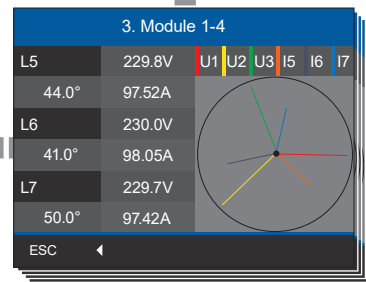 3. Module 1-4
L5 229.8V U1 U2 U3 I5 I6 I7
44.0° 97.52A
L6 230.0V
41.0° 98.05A
L7 229.7V
50.0° 97.42A
ESC